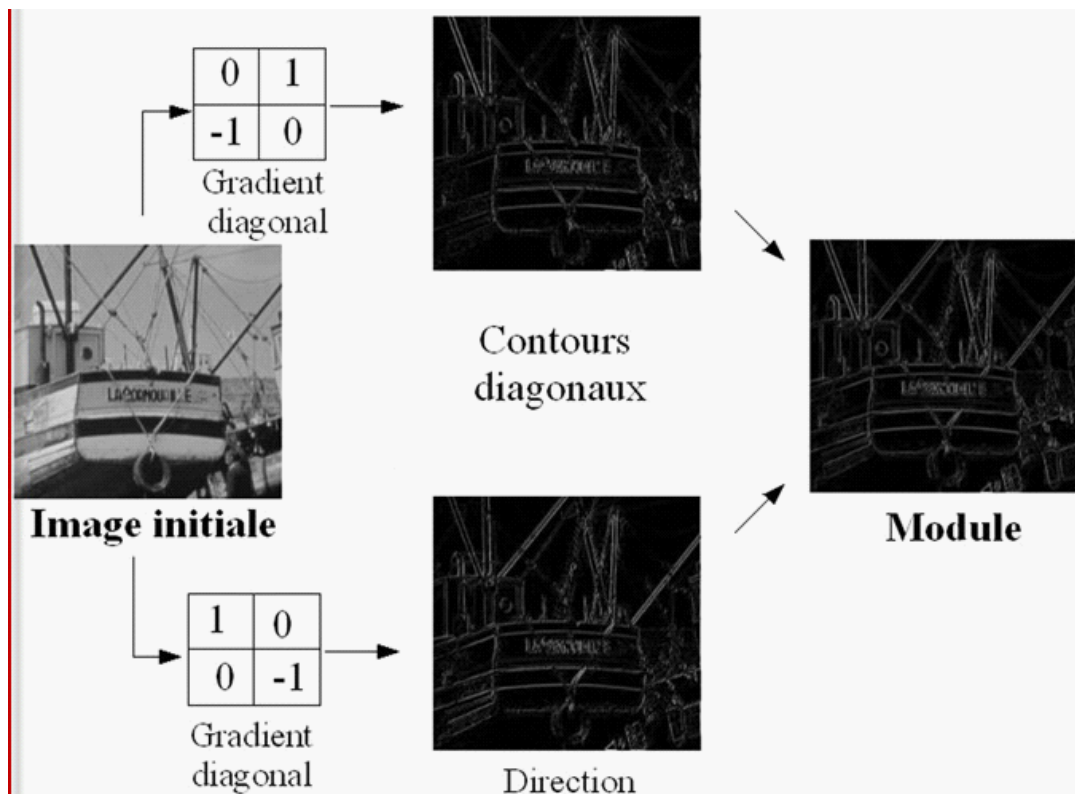 0 1
-1 0
Gradient
diagonal
Contours
diagonaux
Image initiale
Module
1 0
0 -1
Gradient
diagonal
Direction